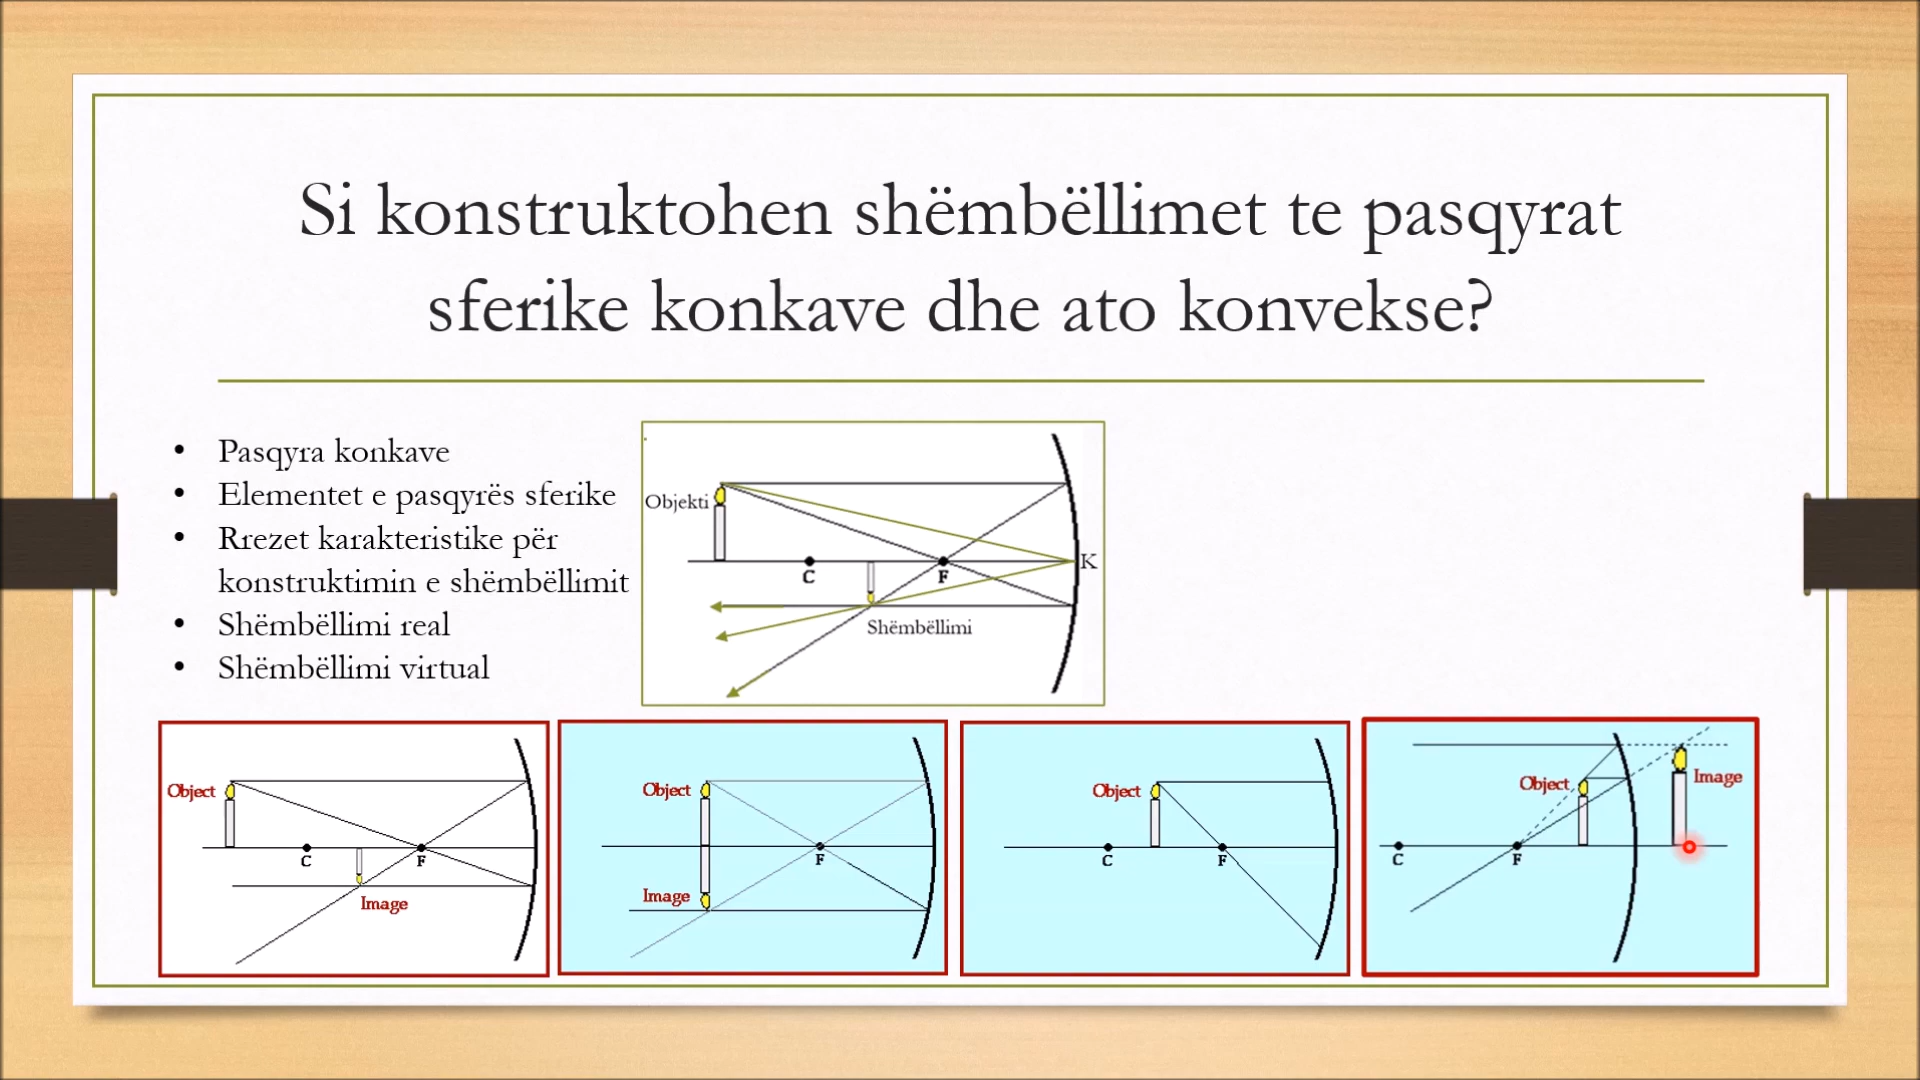 Si konstruktohen shëmbëllimet te pasqyrat
sferike konkave dhe ato konvekse?
• Pasqyra konkave
• Elementet e pasqyrës sferike
• Rrezet karakteristike për
konstruktimin e shëmbëllimit
• Shëmbëllimi real
• Shëmbëllimi virtual
Objekti
C
F
K
Shëmbëllimi
Object
C
F
Image
Object
F
Image
Object
C
F
Object
Image
C
F